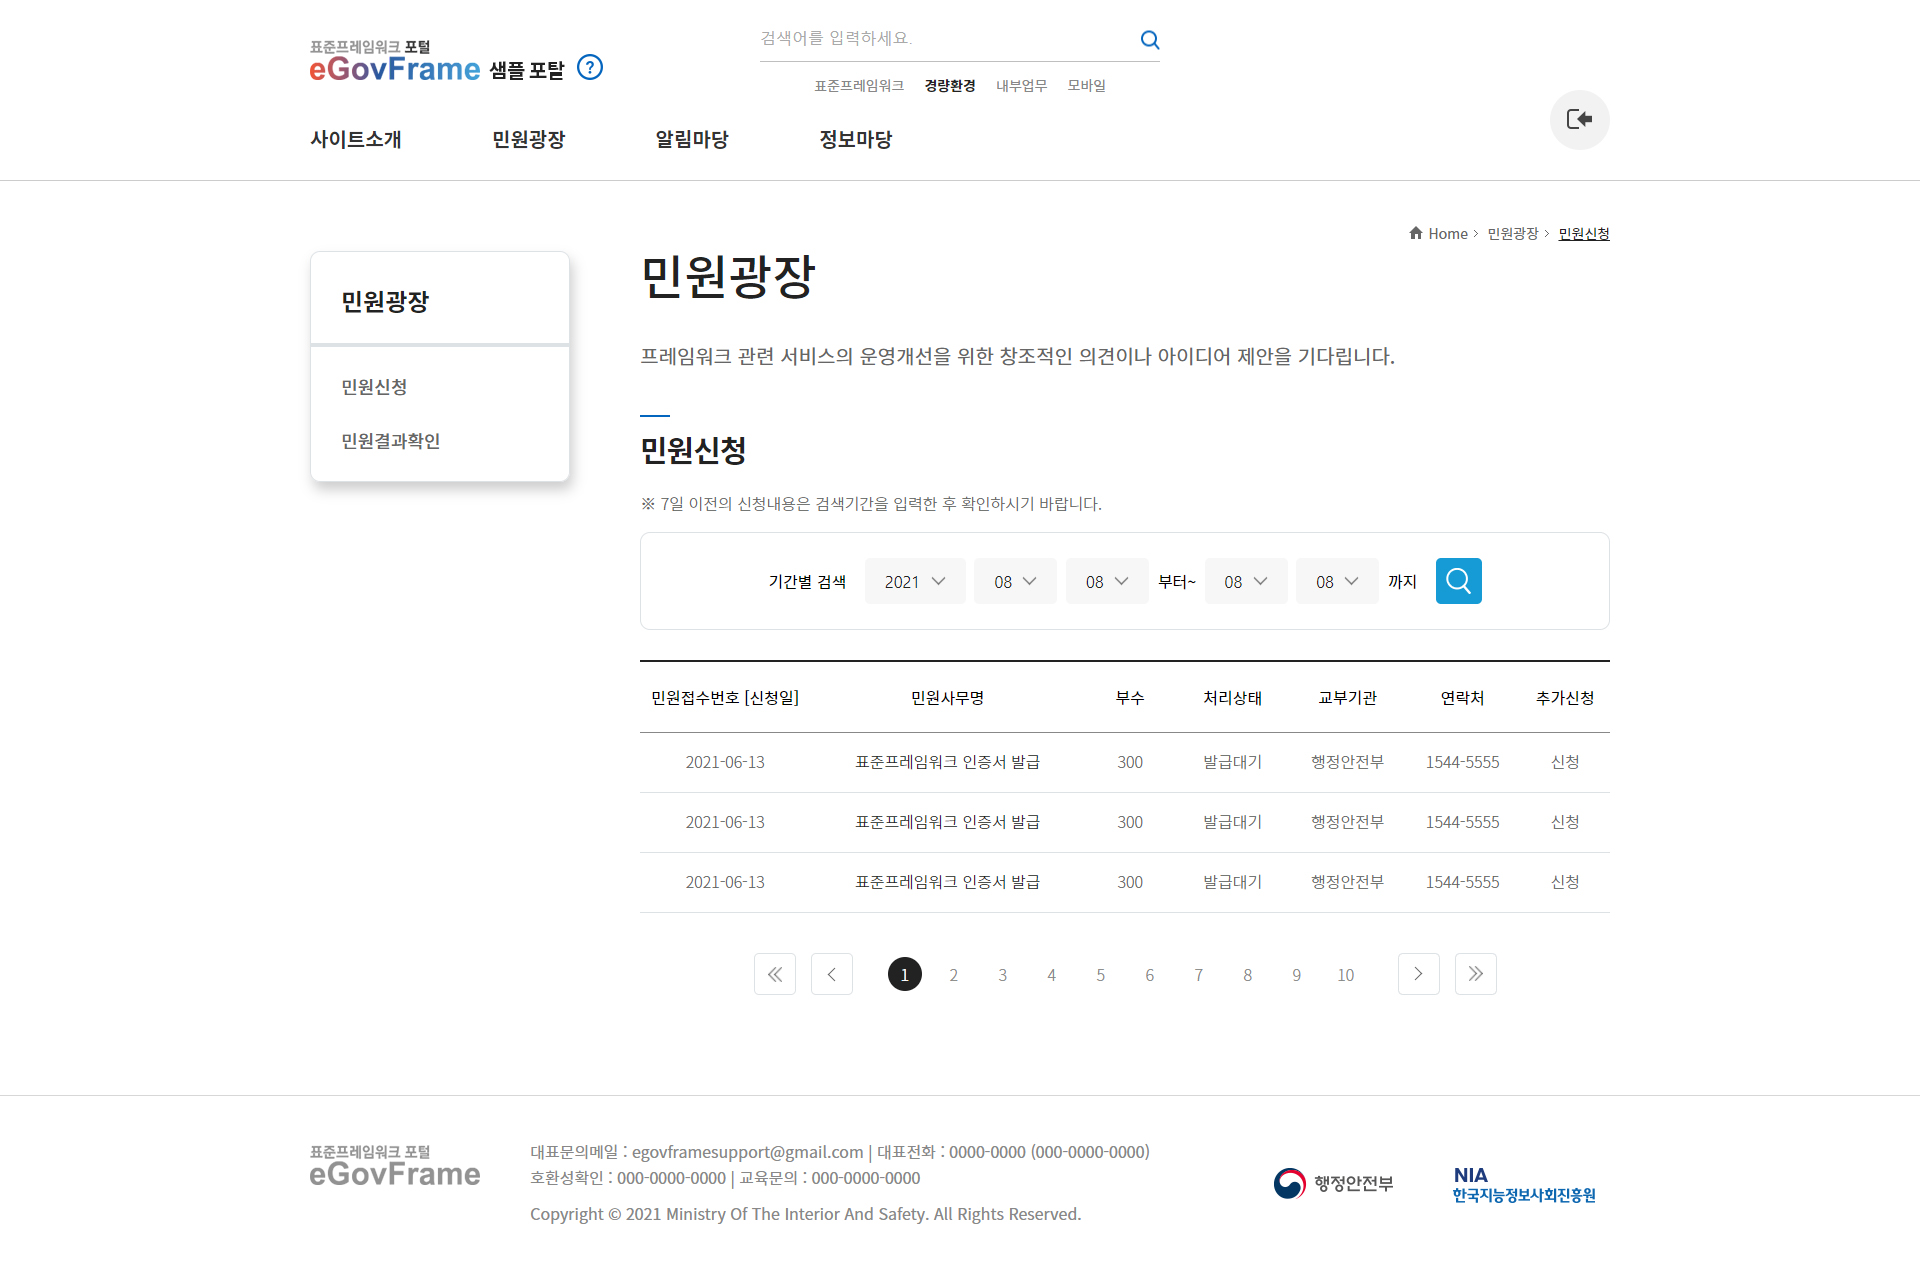 표준프레임워크 포털
eGovFrame 샘플 포탈 ?
검색어를 입력하세요.
표준프레임워크 경량환경 내부업무 모바일
사이트소개 민원광장 알림마당 정보마당
Home > 민원광장 > 민원신청
민원광장
민원신청
민원결과확인
민원광장
프레임워크 관련 서비스의 운영개선을 위한 창조적인 의견이나 아이디어 제안을 기다립니다.
민원신청
※ 7일 이전의 신청내용은 검색기간을 입력한 후 확인하시기 바랍니다.
기간별 검색 2021 08 08 부터~ 08 08 까지
민원접수번호 [신청일] 민원사무명 부수 처리상태 교부기관 연락처 추가신청
2021-06-13 표준프레임워크 인증서 발급 300 발급대기 행정안전부 1544-5555 신청
2021-06-13 표준프레임워크 인증서 발급 300 발급대기 행정안전부 1544-5555 신청
2021-06-13 표준프레임워크 인증서 발급 300 발급대기 행정안전부 1544-5555 신청
1 2 3 4 5 6 7 8 9 10
표준프레임워크 포털
eGovFrame
대표문의메일 : egovframesupport@gmail.com | 대표전화 : 0000-0000 (000-0000-0000)
호환성확인 : 000-0000-0000 | 교육문의 : 000-0000-0000
Copyright © 2021 Ministry Of The Interior And Safety. All Rights Reserved.
행정안전부
NIA
한국지능정보사회진흥원